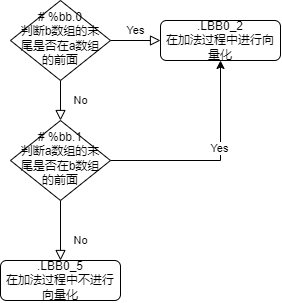 # %bb.0
判断b数组的末
尾是否在a数组
的前面
Yes
.LBB0_2
在加法过程中进行向
量化
No
# %bb.1
判断a数组的末
尾是否在b数组
的前面
Yes
No
.LBB0_5
在加法过程中不进行
向量化